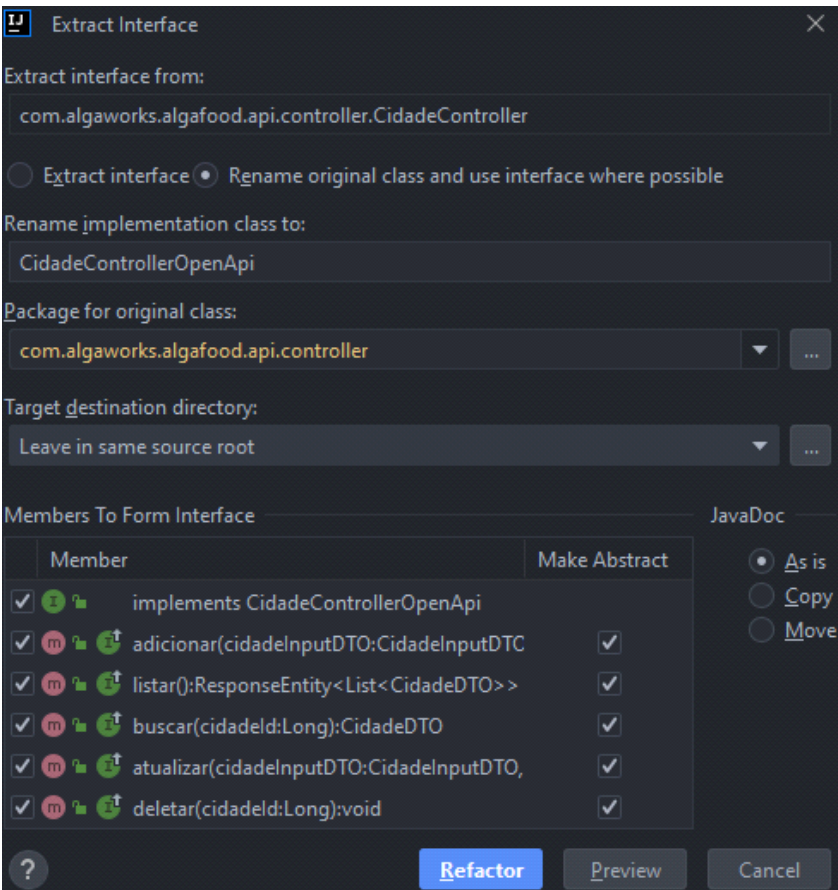 IJ Extract Interface
Extract interface from:
com.algaworks.algafood.api.controller.CidadeController
Extract interface Rename original class and use interface where possible
Rename implementation class to:
CidadeControllerOpenApi
Package for original class:
com.algaworks.algafood.api.controller
...
Target destination directory:
Leave in same source root
...
Members To Form Interface JavaDoc
Member Make Abstract As is
I implements CidadeControllerOpenApi Copy
m I adicionar(cidadeInputDTO:CidadeInputDTO Move
m I listar():ResponseEntity<List<CidadeDTO>>
m I buscar(cidadeId:Long):CidadeDTO
m I atualizar(cidadeInputDTO:CidadeInputDTO,
m I deletar(cidadeId:Long):void
? Refactor Preview Cancel